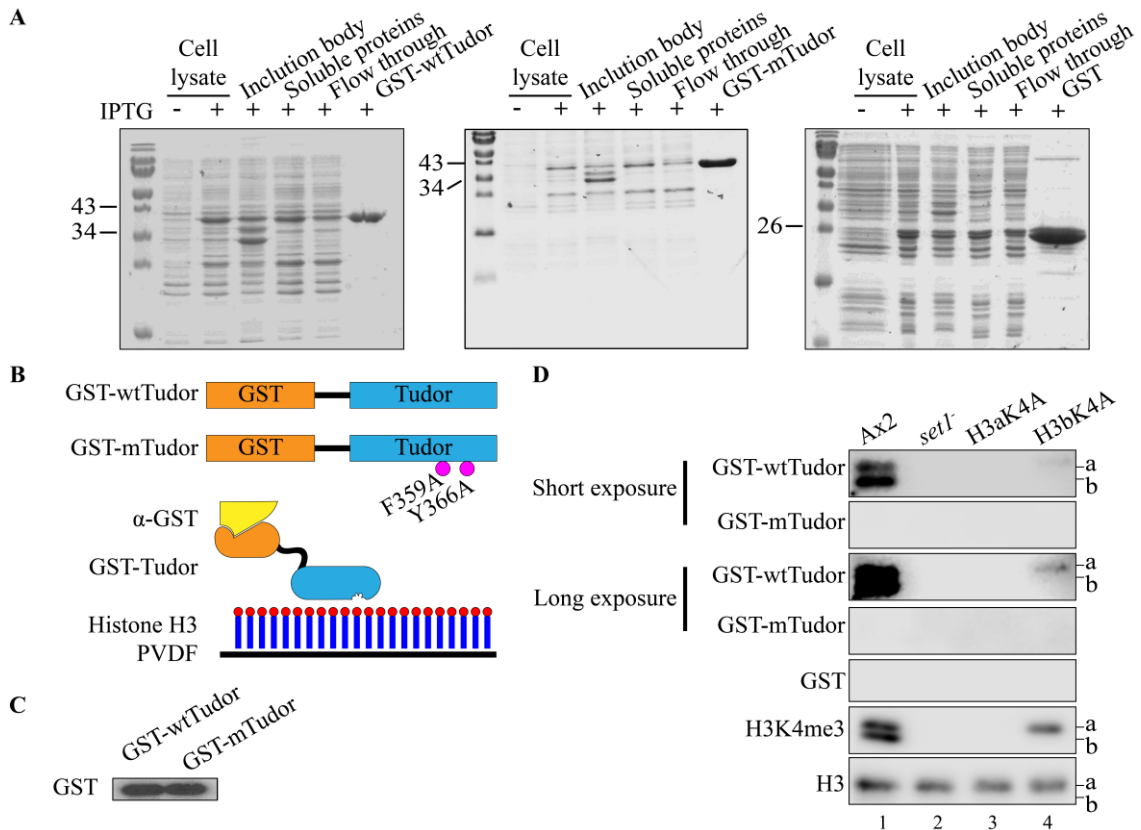 A
Cell lysate
Inclution body
Soluble proteins
Flow through
GST-wtTudor
IPTG - + + + + +
43
34
Cell lysate
Inclution body
Soluble proteins
Flow through
GST-mTudor
- + + + + +
43
34
Cell lysate
Inclution body
Soluble proteins
Flow through
GST
- + + + + +
26
B
GST-wtTudor GST Tudor
GST-mTudor GST Tudor
F359A
Y366A
α-GST
GST-Tudor
Histone H3
PVDF
C
GST-wtTudor
GST-mTudor
GST
D
Ax2 set1- H3aK4A H3bK4A
Short exposure
GST-wtTudor a
b
GST-mTudor
Long exposure
GST-wtTudor a
b
GST-mTudor
GST
H3K4me3 a
b
H3 a
b
1 2 3 4